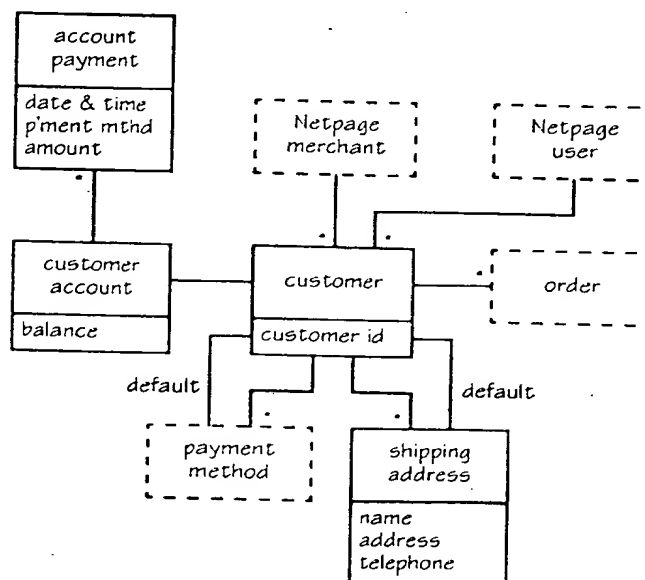 account
payment
date & time
p'ment mthd
amount
Netpage
merchant
Netpage
user
customer
account
balance
customer
customer id
order
default
default
payment
method
shipping
address
name
address
telephone